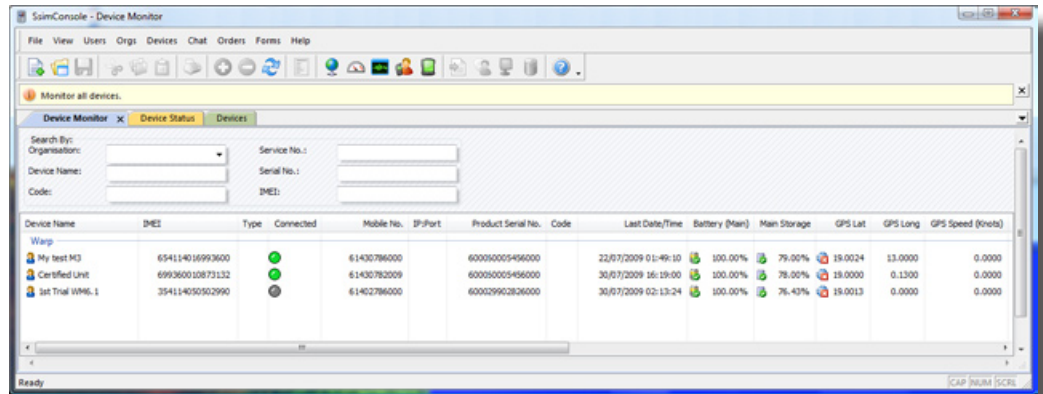 SsimConsole - Device Monitor
File View Users Orgs Devices Chat Orders Forms Help
Monitor all devices.
Device Monitor x Device Status Devices
Search By:
Organisation: Service No.:
Device Name: Serial No.:
Code: IMEI:
Device Name IMEI Type Connected Mobile No. IP:Port Product Serial No. Code Last Date/Time Battery (Main) Main Storage GPS Lat GPS Long GPS Speed (Knots)
Warp
My test M3 654114016993600 61430786000 600050005456000 22/07/2009 01:49:10 100.00% 79.00% 19.0024 13.0000 0.0000
Certified Unit 699360010873132 61430782009 600050005456000 30/07/2009 16:19:00 100.00% 78.00% 19.0000 0.1300 0.0000
1st Trial WM6.1 354114050502990 61402786000 600029902826000 30/07/2009 02:13:24 100.00% 76.43% 19.0013 0.0000 0.0000
Ready CAP NUM SCRL